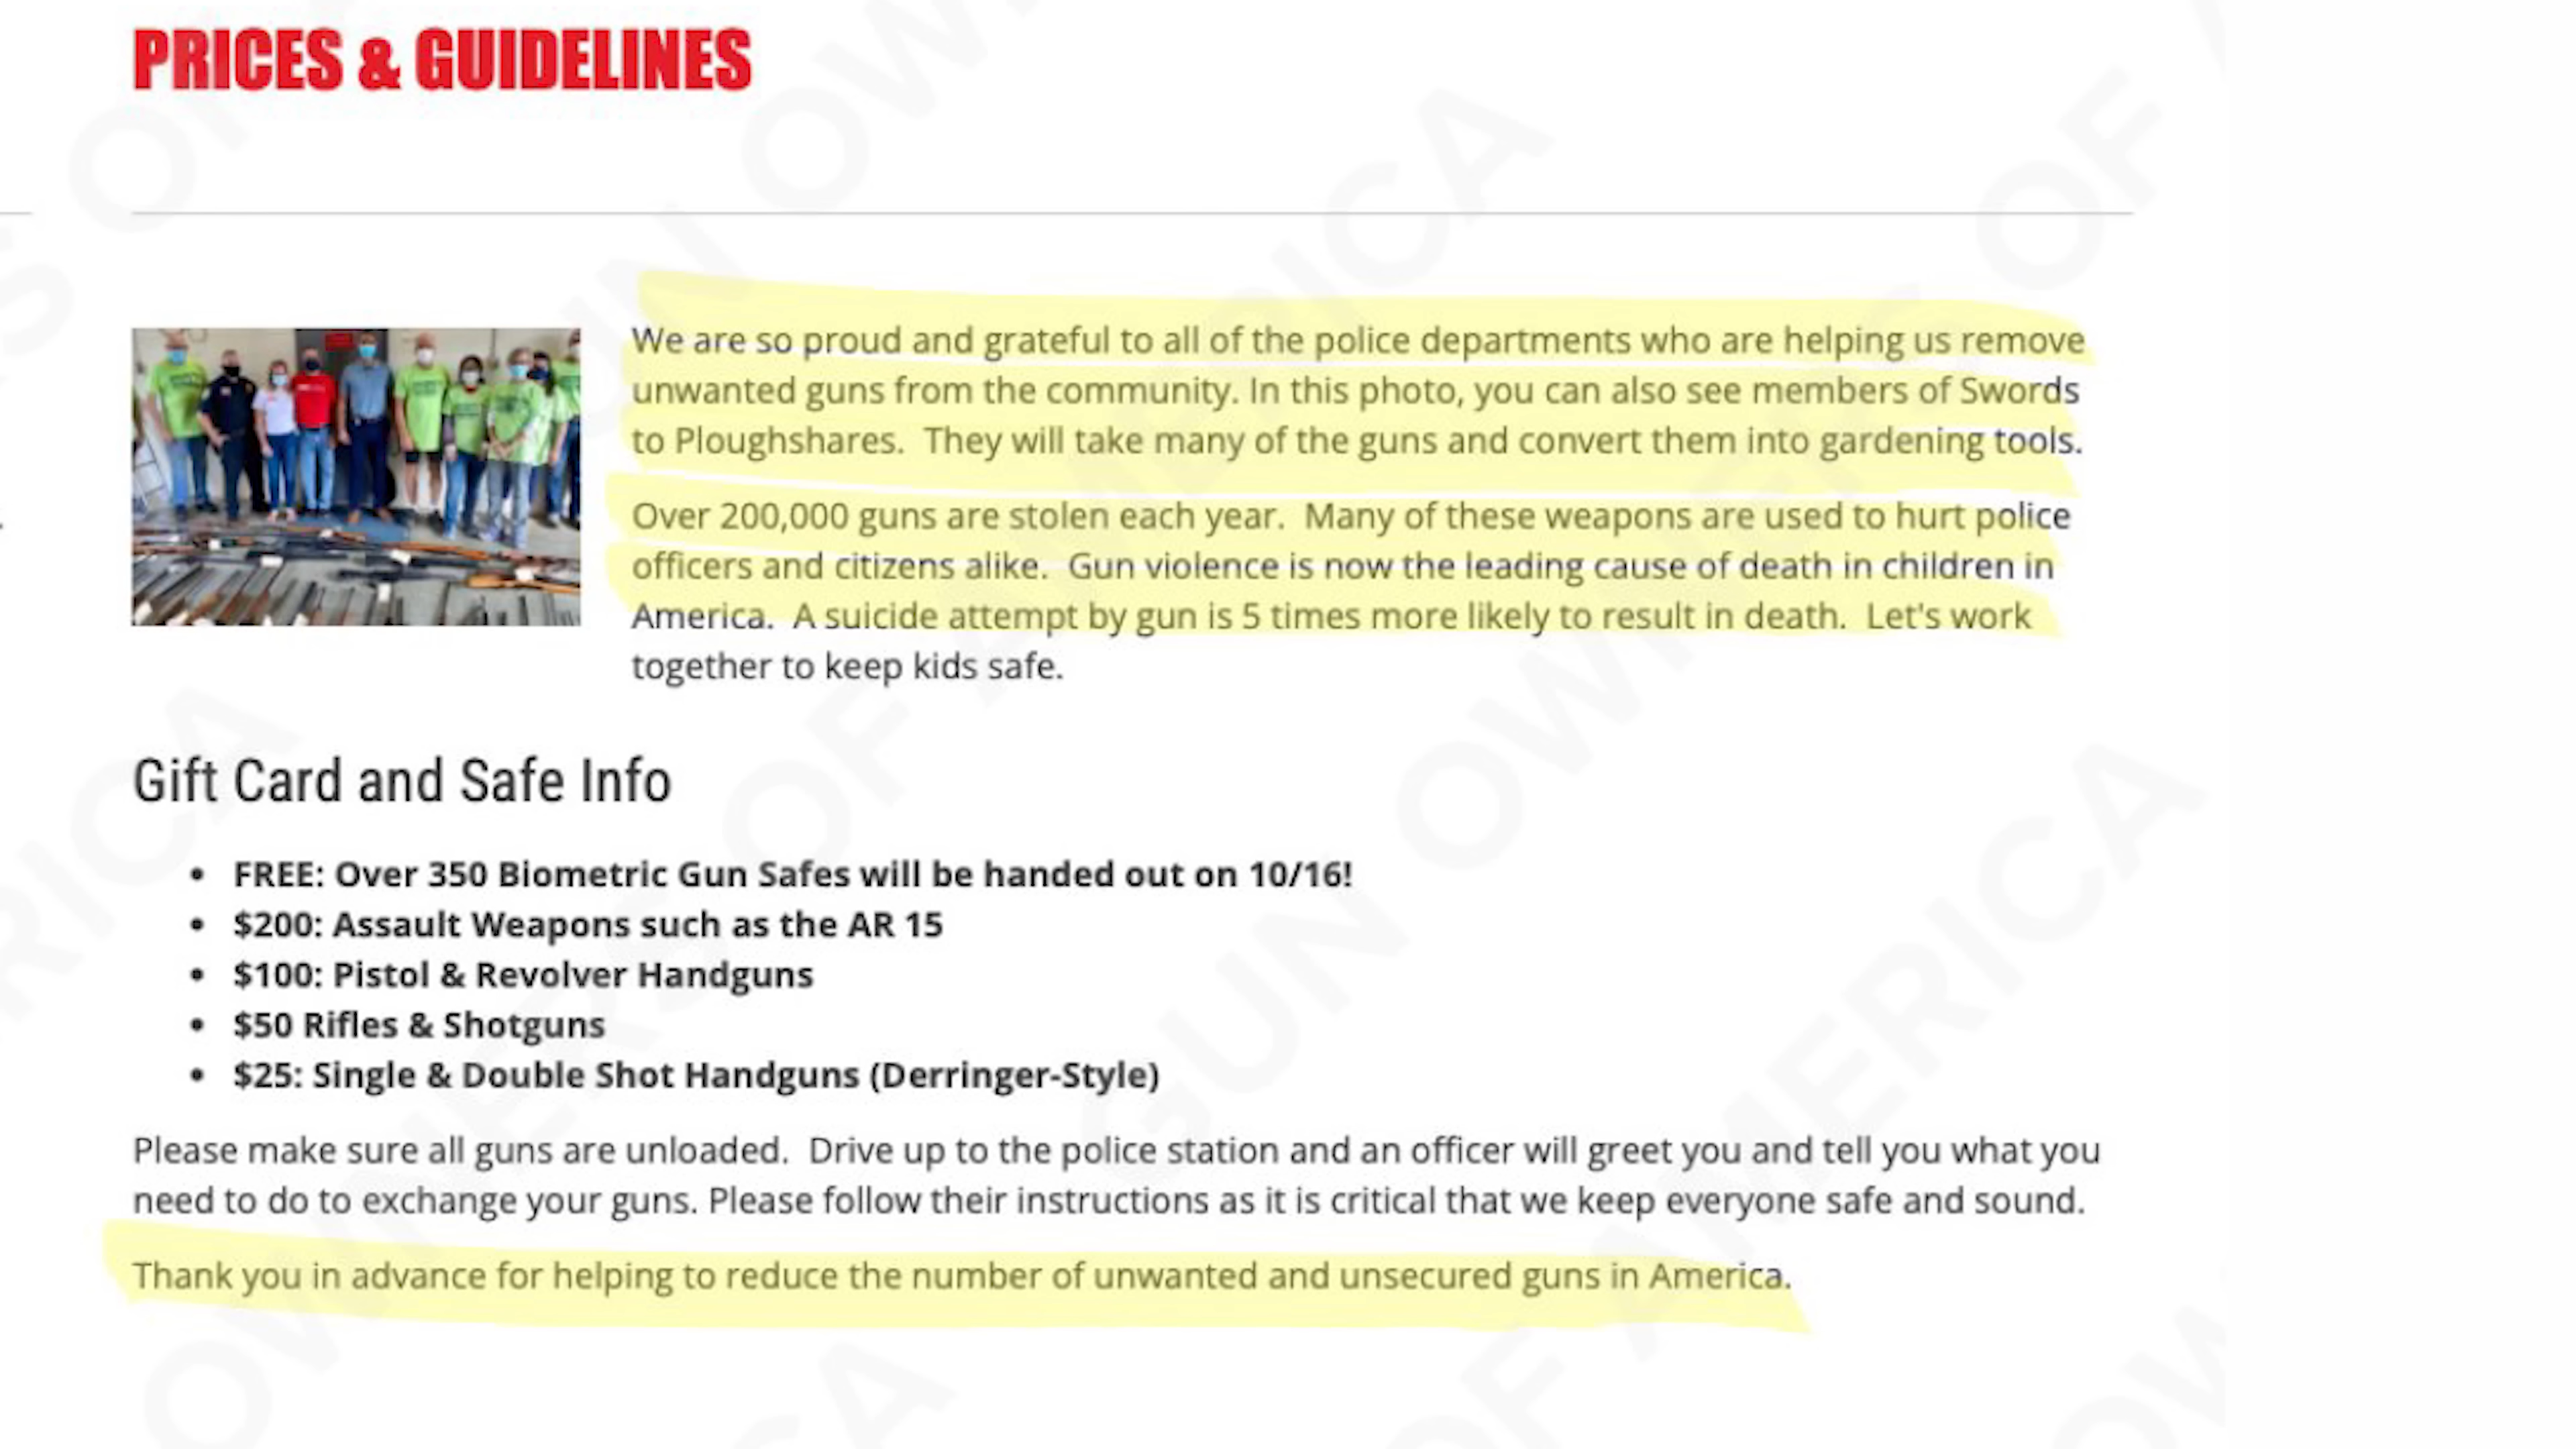 PRICES & GUIDELINES
We are so proud and grateful to all of the police departments who are helping us remove
unwanted guns from the community. In this photo, you can also see members of Swords
to Ploughshares. They will take many of the guns and convert them into gardening tools.
Over 200,000 guns are stolen each year. Many of these weapons are used to hurt police
officers and citizens alike. Gun violence is now the leading cause of death in children in
America. A suicide attempt by gun is 5 times more likely to result in death. Let's work
together to keep kids safe.
Gift Card and Safe Info
• FREE: Over 350 Biometric Gun Safes will be handed out on 10/16!
• $200: Assault Weapons such as the AR 15
• $100: Pistol & Revolver Handguns
• $50 Rifles & Shotguns
• $25: Single & Double Shot Handguns (Derringer-Style)
Please make sure all guns are unloaded. Drive up to the police station and an officer will greet you and tell you what you
need to do to exchange your guns. Please follow their instructions as it is critical that we keep everyone safe and sound.
Thank you in advance for helping to reduce the number of unwanted and unsecured guns in America.
GUN OWNERS OF AMERICA